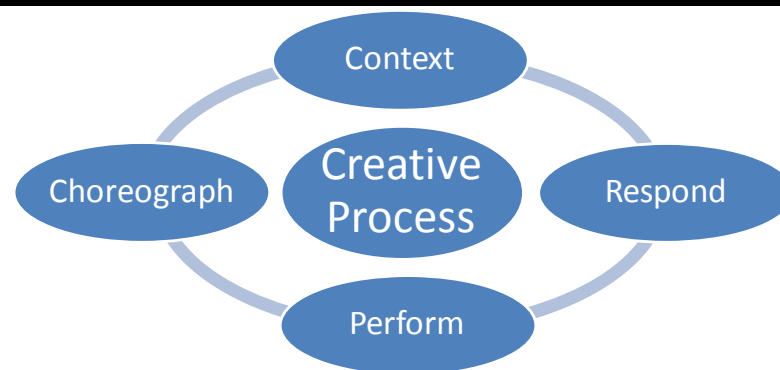 Context
Choreograph
Creative
Process
Respond
Perform